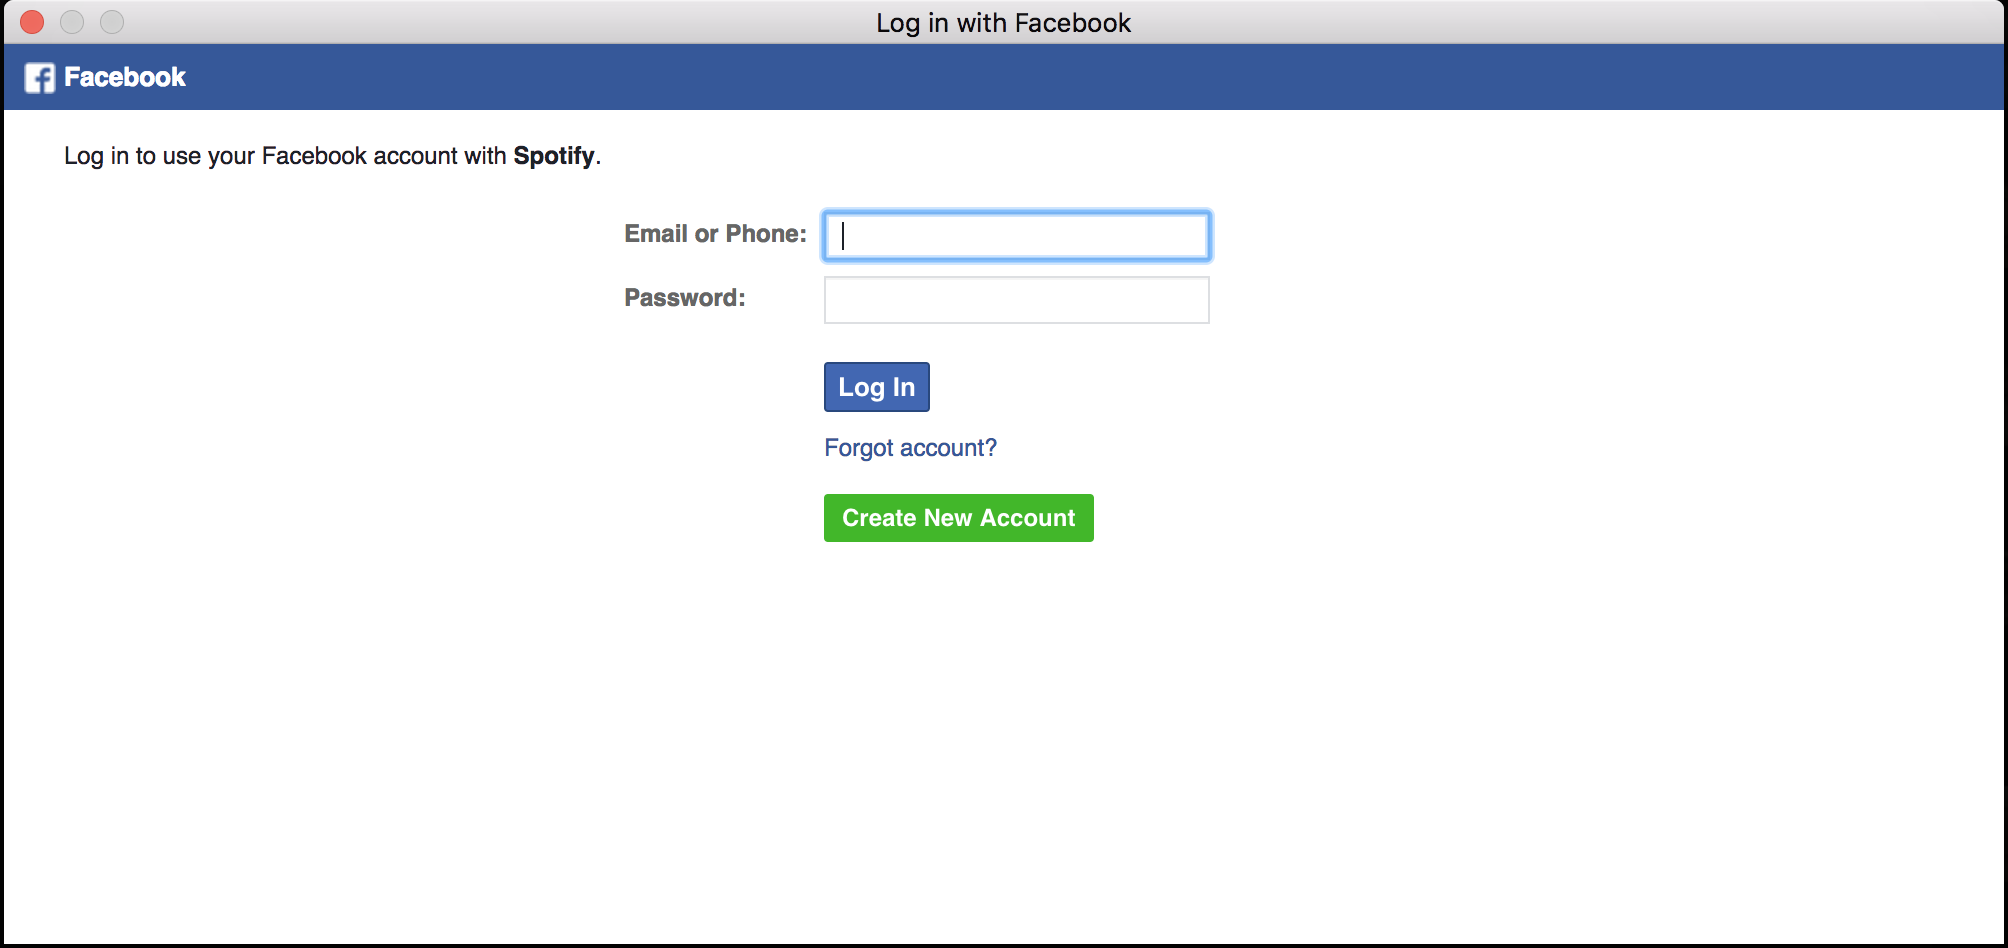 Log in with Facebook
Facebook
Log in to use your Facebook account with Spotify.
Email or Phone:
Password:
Log In
Forgot account?
Create New Account